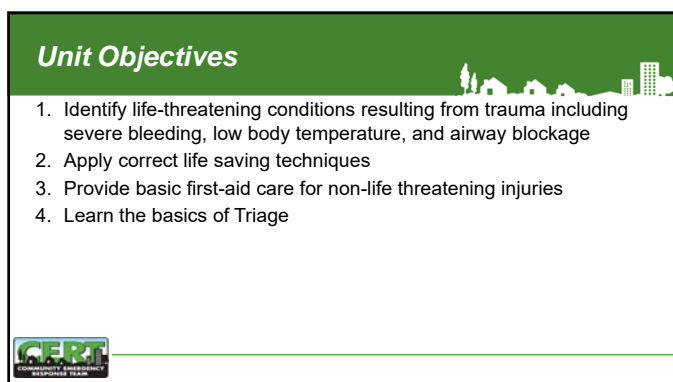 Unit Objectives
1. Identify life-threatening conditions resulting from trauma including
severe bleeding, low body temperature, and airway blockage
2. Apply correct life saving techniques
3. Provide basic first-aid care for non-life threatening injuries
4. Learn the basics of Triage
CERT
COMMUNITY EMERGENCY
RESPONSE TEAM